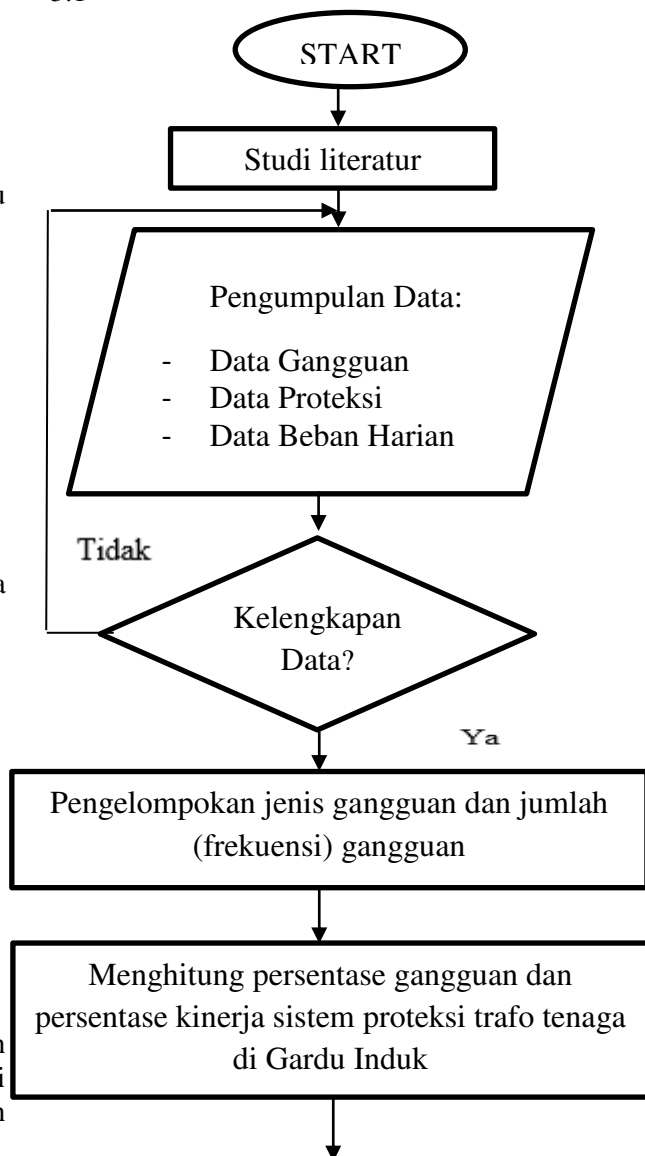 START
Studi literatur
u
Pengumpulan Data:
- Data Gangguan
- Data Proteksi
- Data Beban Harian
Tidak
a
Kelengkapan
Data?
Ya
Pengelompokan jenis gangguan dan jumlah
(frekuensi) gangguan
Menghitung persentase gangguan dan
persentase kinerja sistem proteksi trafo tenaga
di Gardu Induk
n
i
n